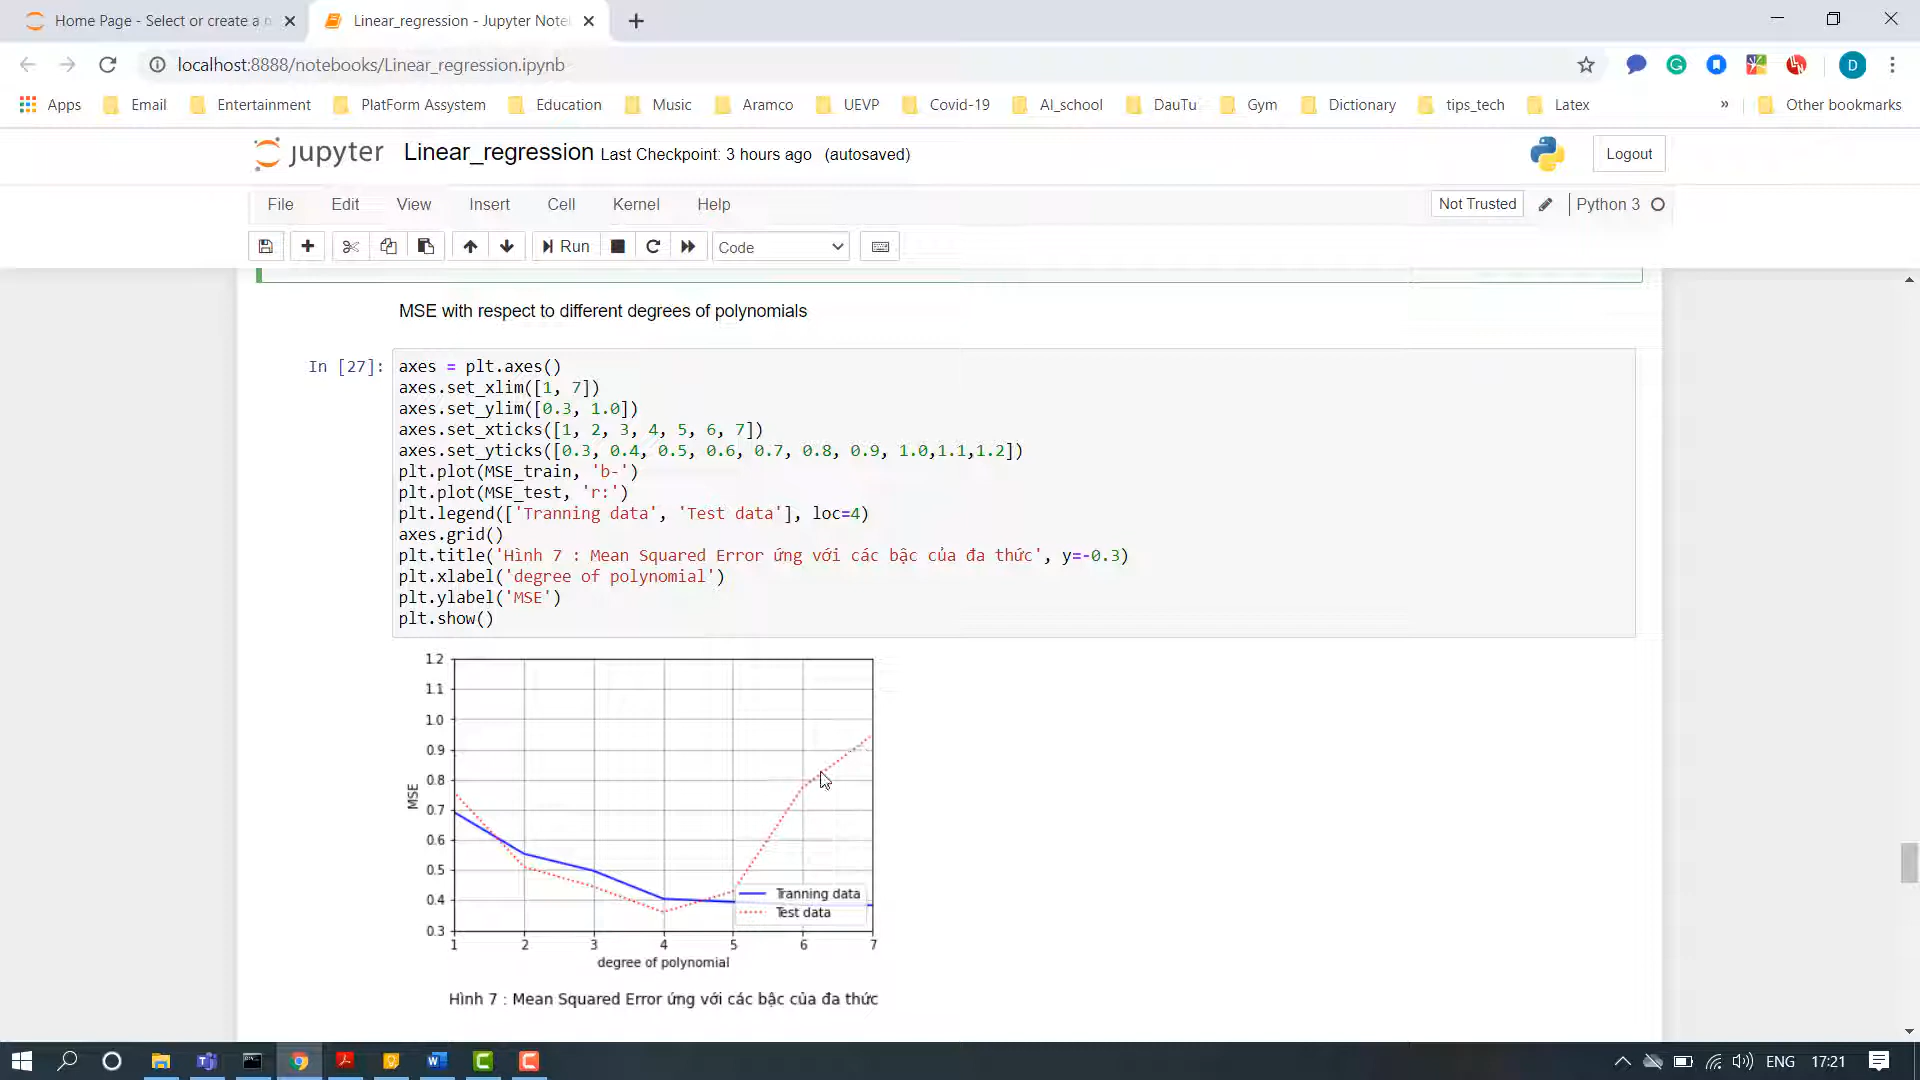 Home Page - Select or create a n
Linear_regression - Jupyter Note
localhost:8888/notebooks/Linear_regression.ipynb
D
Apps Email Entertainment PlatForm Assystem Education Music Aramco UEVP Covid-19 AI_school DauTu Gym Dictionary tips_tech Latex » Other bookmarks
jupyter Linear_regression Last Checkpoint: 3 hours ago (autosaved) Logout
File Edit View Insert Cell Kernel Help Not Trusted Python 3
Run Code
MSE with respect to different degrees of polynomials
In [27]: axes = plt.axes()
axes.set_xlim([1, 7])
axes.set_ylim([0.3, 1.0])
axes.set_xticks([1, 2, 3, 4, 5, 6, 7])
axes.set_yticks([0.3, 0.4, 0.5, 0.6, 0.7, 0.8, 0.9, 1.0,1.1,1.2])
plt.plot(MSE_train, 'b-')
plt.plot(MSE_test, 'r:')
plt.legend(['Tranning data', 'Test data'], loc=4)
axes.grid()
plt.title('Hình 7 : Mean Squared Error ứng với các bậc của đa thức', y=-0.3)
plt.xlabel('degree of polynomial')
plt.ylabel('MSE')
plt.show()
1.2
1.1
1.0
0.9
0.8
0.7
0.6
0.5
0.4
0.3
MSE
Tranning data
Test data
1 2 3 4 5 6 7
degree of polynomial
Hình 7 : Mean Squared Error ứng với các bậc của đa thức
ENG 17:21